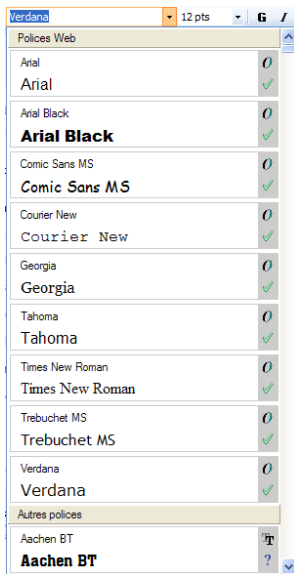 Verdana 12 pts G I
Polices Web
Arial
Arial
Arial Black
Arial Black
Comic Sans MS
Comic Sans MS
Courier New
Courier New
Georgia
Georgia
Tahoma
Tahoma
Times New Roman
Times New Roman
Trebuchet MS
Trebuchet MS
Verdana
Verdana
Autres polices
Aachen BT
Aachen BT ?